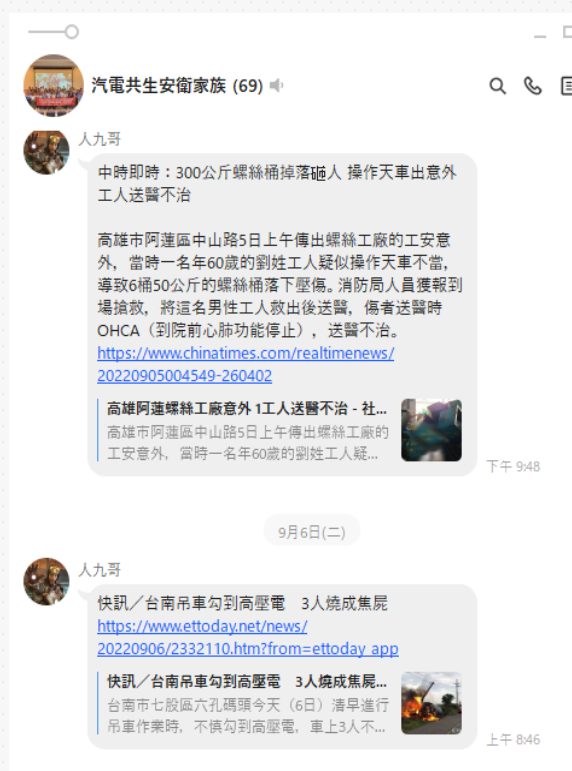 汽電共生安衛家族 (69)
人九哥
中時即時：300公斤螺絲桶掉落砸人 操作天車出意外
工人送醫不治
高雄市阿蓮區中山路5日上午傳出螺絲工廠的工安意
外，當時一名年60歲的劉姓工人疑似操作天車不當，
導致6桶50公斤的螺絲桶落下壓傷。消防局人員獲報到
場搶救，將這名男性工人救出後送醫，傷者送醫時
OHCA（到院前心肺功能停止），送醫不治。
https://www.chinatimes.com/realtimenews/
20220905004549-260402
高雄阿蓮螺絲工廠意外 1工人送醫不治 - 社...
高雄市阿蓮區中山路5日上午傳出螺絲工廠的
工安意外，當時一名年60歲的劉姓工人疑...
下午 9:48
9月6日(二)
人九哥
快訊／台南吊車勾到高壓電　3人燒成焦屍
https://www.ettoday.net/news/
20220906/2332110.htm?from=ettoday_app
快訊／台南吊車勾到高壓電　3人燒成焦屍...
台南市七股區六孔碼頭今天（6日）清早進行
吊車作業時，不慎勾到高壓電，車上3人不...
上午 8:46